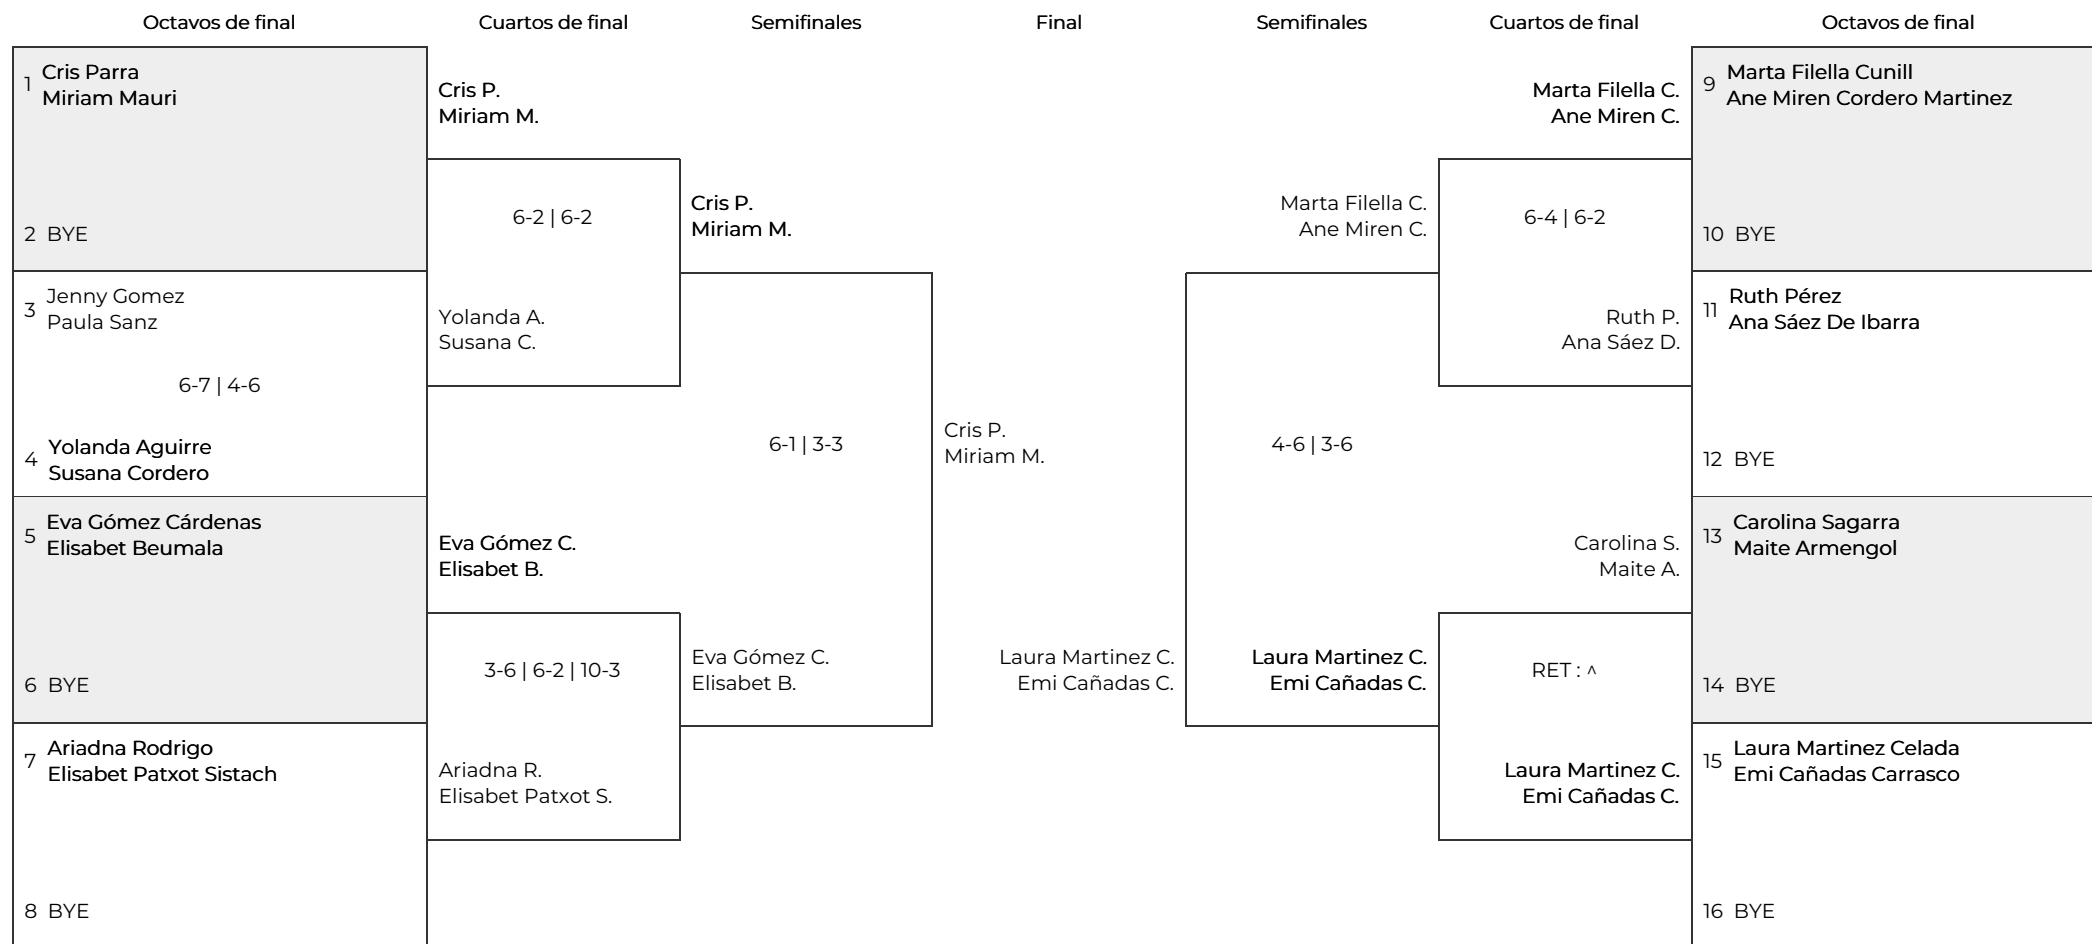 Octavos de final
Cuartos de final
Semifinales
Final
Semifinales
Cuartos de final
Octavos de final
1 Cris Parra
Miriam Mauri
2 BYE
3 Jenny Gomez
Paula Sanz
6-7 | 4-6
4 Yolanda Aguirre
Susana Cordero
5 Eva Gómez Cárdenas
Elisabet Beumala
6 BYE
7 Ariadna Rodrigo
Elisabet Patxot Sistach
8 BYE
Cris P.
Miriam M.
6-2 | 6-2
Yolanda A.
Susana C.
Eva Gómez C.
Elisabet B.
3-6 | 6-2 | 10-3
Ariadna R.
Elisabet Patxot S.
Cris P.
Miriam M.
6-1 | 3-3
Eva Gómez C.
Elisabet B.
Cris P.
Miriam M.
Laura Martinez C.
Emi Cañadas C.
Marta Filella C.
Ane Miren C.
4-6 | 3-6
Laura Martinez C.
Emi Cañadas C.
Marta Filella C.
Ane Miren C.
6-4 | 6-2
Ruth P.
Ana Sáez D.
Carolina S.
Maite A.
RET : ^
Laura Martinez C.
Emi Cañadas C.
9 Marta Filella Cunill
Ane Miren Cordero Martinez
10 BYE
11 Ruth Pérez
Ana Sáez De Ibarra
12 BYE
13 Carolina Sagarra
Maite Armengol
14 BYE
15 Laura Martinez Celada
Emi Cañadas Carrasco
16 BYE